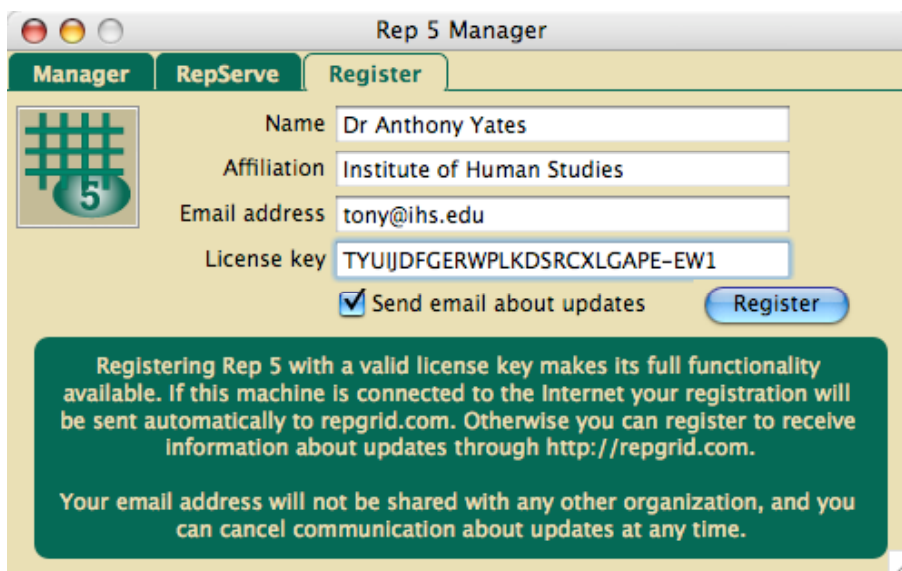 Rep 5 Manager
Manager RepServe Register
5
Name Dr Anthony Yates
Affiliation Institute of Human Studies
Email address tony@ihs.edu
License key TYUIJDFGERWPLKDSRCXLGAPE-EW1
Send email about updates Register
Registering Rep 5 with a valid license key makes its full functionality
available. If this machine is connected to the Internet your registration will
be sent automatically to repgrid.com. Otherwise you can register to receive
information about updates through http://repgrid.com.
Your email address will not be shared with any other organization, and you
can cancel communication about updates at any time.